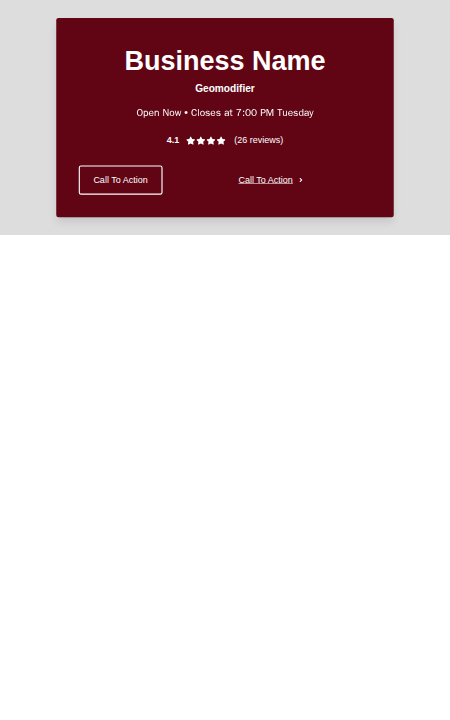 Business Name
Geomodifier
Open Now • Closes at 7:00 PM Tuesday
4.1 ★★★★ (26 reviews)
Call To Action
Call To Action ›